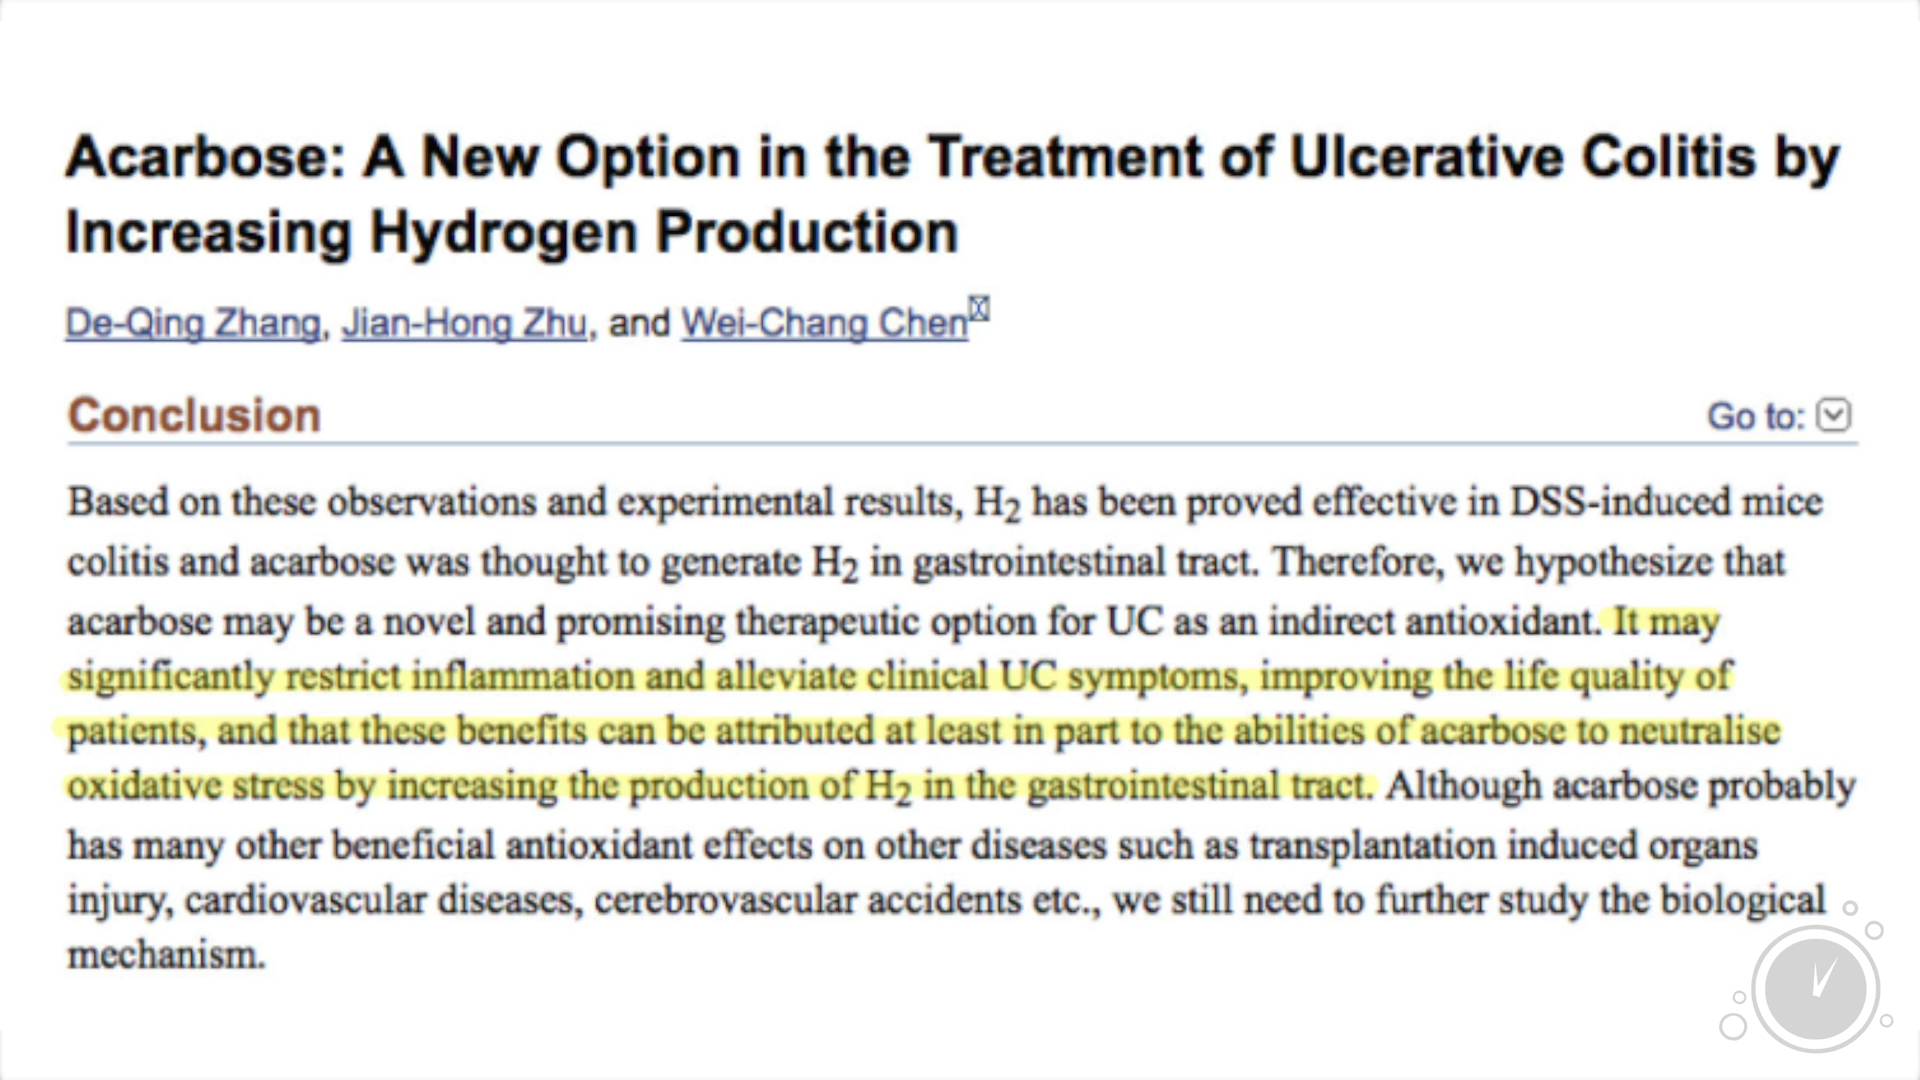 Acarbose: A New Option in the Treatment of Ulcerative Colitis by
Increasing Hydrogen Production
De-Qing Zhang, Jian-Hong Zhu, and Wei-Chang Chen
Conclusion
Go to:
Based on these observations and experimental results, H₂ has been proved effective in DSS-induced mice
colitis and acarbose was thought to generate H₂ in gastrointestinal tract. Therefore, we hypothesize that
acarbose may be a novel and promising therapeutic option for UC as an indirect antioxidant. It may
significantly restrict inflammation and alleviate clinical UC symptoms, improving the life quality of
patients, and that these benefits can be attributed at least in part to the abilities of acarbose to neutralise
oxidative stress by increasing the production of H₂ in the gastrointestinal tract. Although acarbose probably
has many other beneficial antioxidant effects on other diseases such as transplantation induced organs
injury, cardiovascular diseases, cerebrovascular accidents etc., we still need to further study the biological
mechanism.